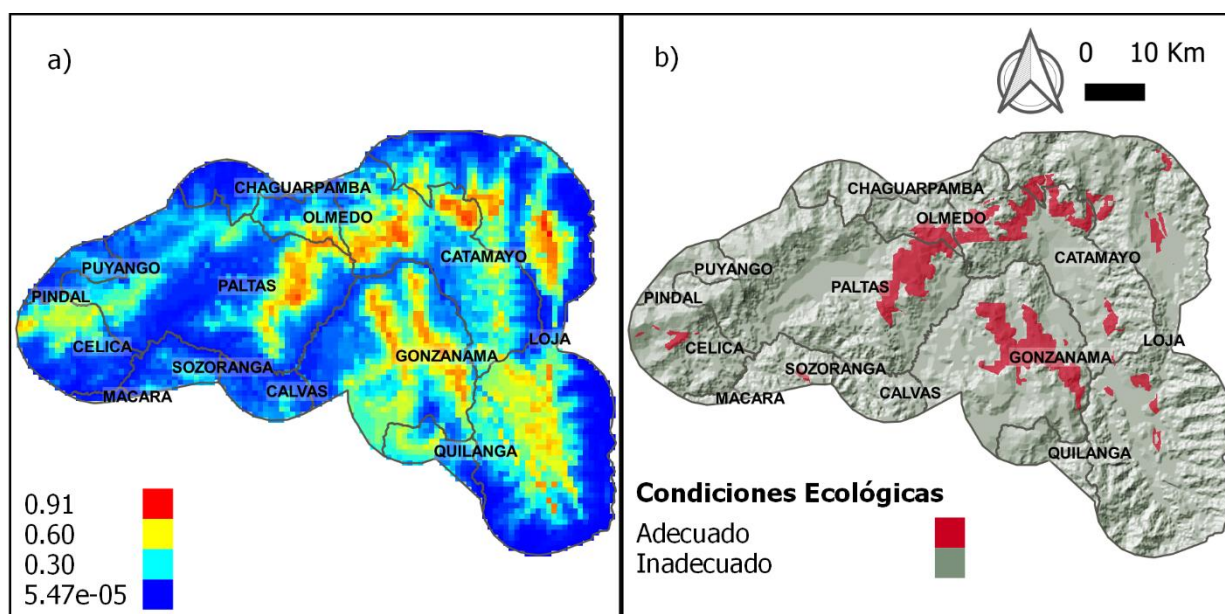 a)
CHAGUARPAMBA
OLMEDO
CATAMAYO
PUYANGO
PALTAS
PINDAL
CELICA
LOJA
GONZANAMA
SOZORANGA
MACARA
CALVAS
QUILANGA
0.91
0.60
0.30
5.47e-05
b)
0 10 Km
CHAGUARPAMBA
OLMEDO
CATAMAYO
PUYANGO
PALTAS
PINDAL
LOJA
CELICA
GONZANAMA
SOZORANGA
MACARA
CALVAS
QUILANGA
Condiciones Ecológicas
Adecuado
Inadecuado